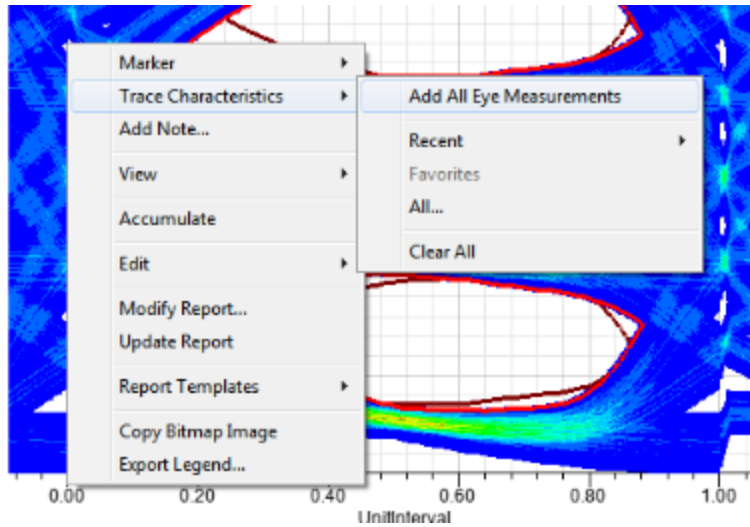 Marker
Trace Characteristics
Add Note...
View
Accumulate
Edit
Modify Report...
Update Report
Report Templates
Copy Bitmap Image
Export Legend...
Add All Eye Measurements
Recent
Favorites
All...
Clear All
0.00 0.20 0.40 0.60 0.80 1.00
UnitInterval